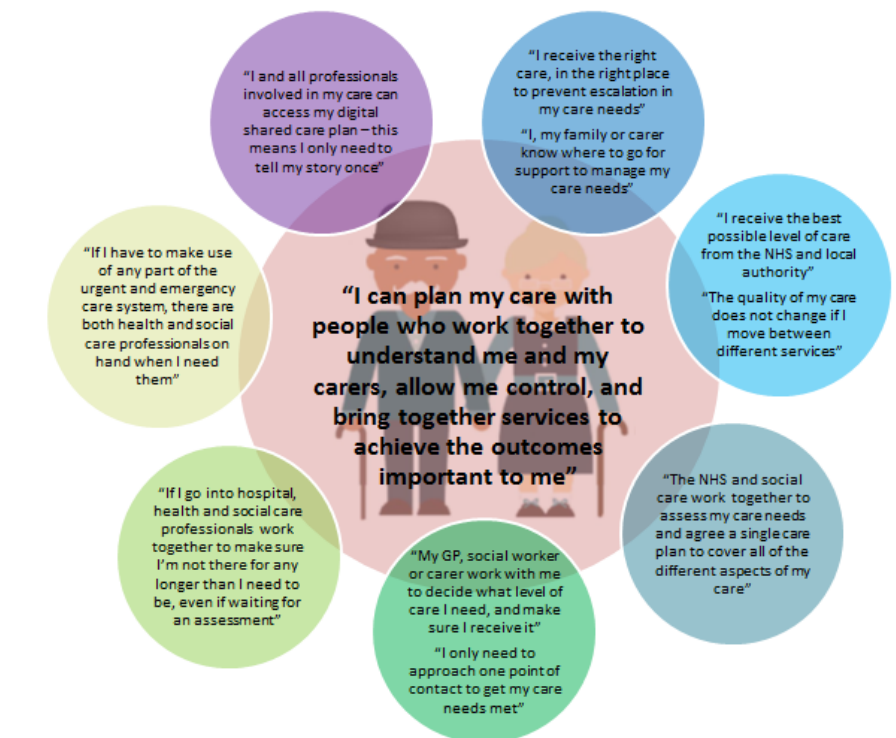 “I and all professionals
involved in my care can
access my digital
shared care plan – this
means I only need to
tell my story once”
“I receive the right
care, in the right place
to prevent escalation in
my care needs”
“I, my family or carer
know where to go for
support to manage my
care needs”
“I receive the best
possible level of care
from the NHS and local
authority”
“The quality of my care
does not change if I
move between
different services”
“If I have to make use
of any part of the
urgent and emergency
care system, there are
both health and social
care professionals on
hand when I need
them”
“I can plan my care with
people who work together to
understand me and my
carers, allow me control, and
bring together services to
achieve the outcomes
important to me”
“The NHS and social
care work together to
assess my care needs
and agree a single care
plan to cover all of the
different aspects of my
care”
“If I go into hospital,
health and social care
professionals work
together to make sure
I’m not there for any
longer than I need to
be, even if waiting for
an assessment”
“My GP, social worker
or carer work with me
to decide what level of
care I need, and make
sure I receive it”
“I only need to
approach one point of
contact to get my care
needs met”